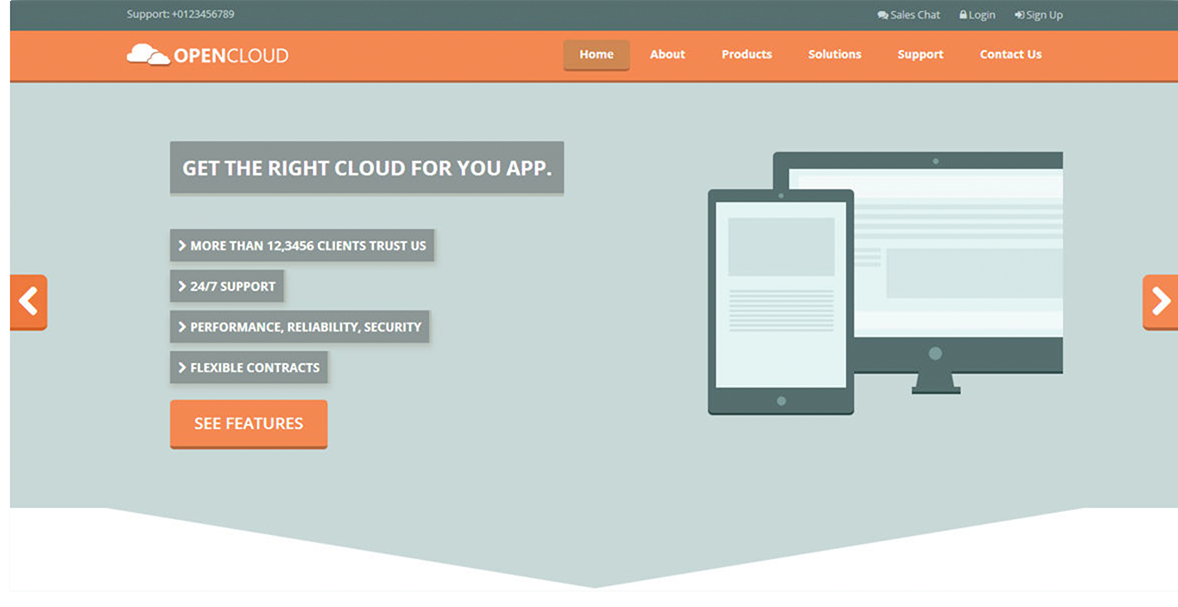 Support: +0123456789 Sales Chat Login Sign Up
OPENCLOUD Home About Products Solutions Support Contact Us
GET THE RIGHT CLOUD FOR YOU APP.
MORE THAN 12,3456 CLIENTS TRUST US
24/7 SUPPORT
PERFORMANCE, RELIABILITY, SECURITY
FLEXIBLE CONTRACTS
SEE FEATURES